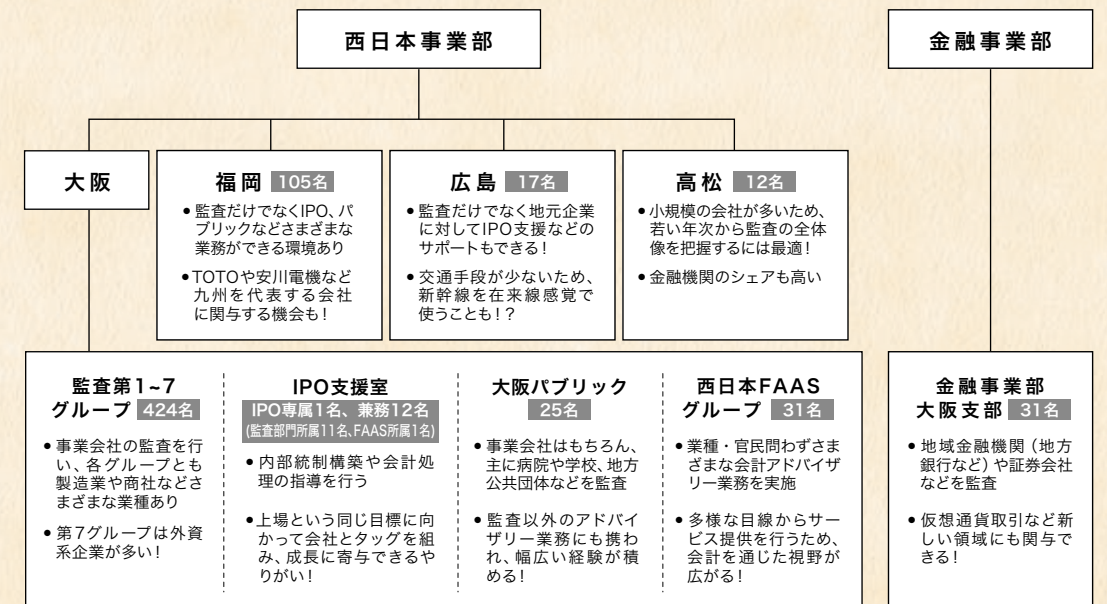 西日本事業部
金融事業部
大阪
福岡 105名
●監査だけでなくIPO、パ
ブリックなどさまざまな
業務ができる環境あり
●TOTOや安川電機など
九州を代表する会社
に関与する機会も！
広島 17名
●監査だけでなく地元企業
に対してIPO支援などの
サポートもできる！
●交通手段が少ないため、
新幹線を在来線感覚で
使うことも！？
高松 12名
●小規模の会社が多いため、
若い年次から監査の全体
像を把握するには最適！
●金融機関のシェアも高い
監査第1~7
グループ 424名
●事業会社の監査を行
い、各グループとも
製造業や商社などさ
まざまな業種あり
●第7グループは外資
系企業が多い！
IPO支援室
IPO専属1名、兼務12名
(監査部門所属11名、FAAS所属1名)
●内部統制構築や会計処
理の指導を行う
●上場という同じ目標に向
かって会社とタッグを組
み、成長に寄与できるや
りがい！
大阪パブリック
25名
●事業会社はもちろん、
主に病院や学校、地方
公共団体などを監査
●監査以外のアドバイ
ザリー業務にも携わ
れ、幅広い経験が積
める！
西日本FAAS
グループ 31名
●業種・官民問わずさま
ざまな会計アドバイザ
リー業務を実施
●多様な目線からサー
ビス提供を行うため、
会計を通じた視野が
広がる！
金融事業部
大阪支部 31名
●地域金融機関（地方
銀行など）や証券会社
などを監査
●仮想通貨取引など新
しい領域にも関与で
きる！